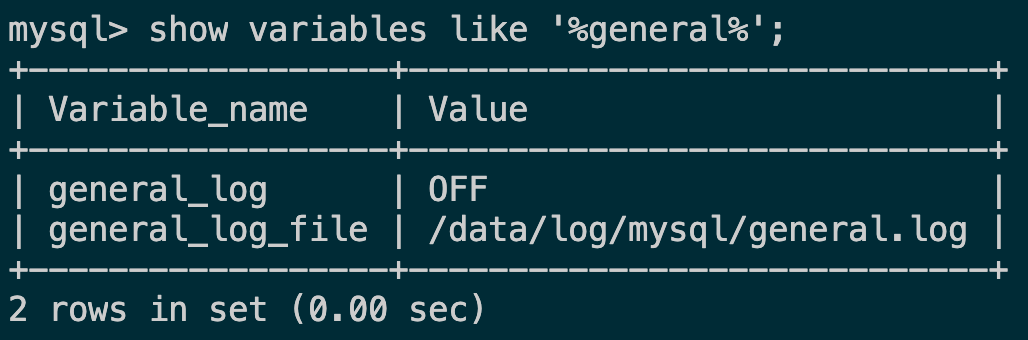 mysql> show variables like '%general%';
+------------------+------------------------------+
| Variable_name    | Value                        |
+------------------+------------------------------+
| general_log      | OFF                          |
| general_log_file | /data/log/mysql/general.log  |
+------------------+------------------------------+
2 rows in set (0.00 sec)